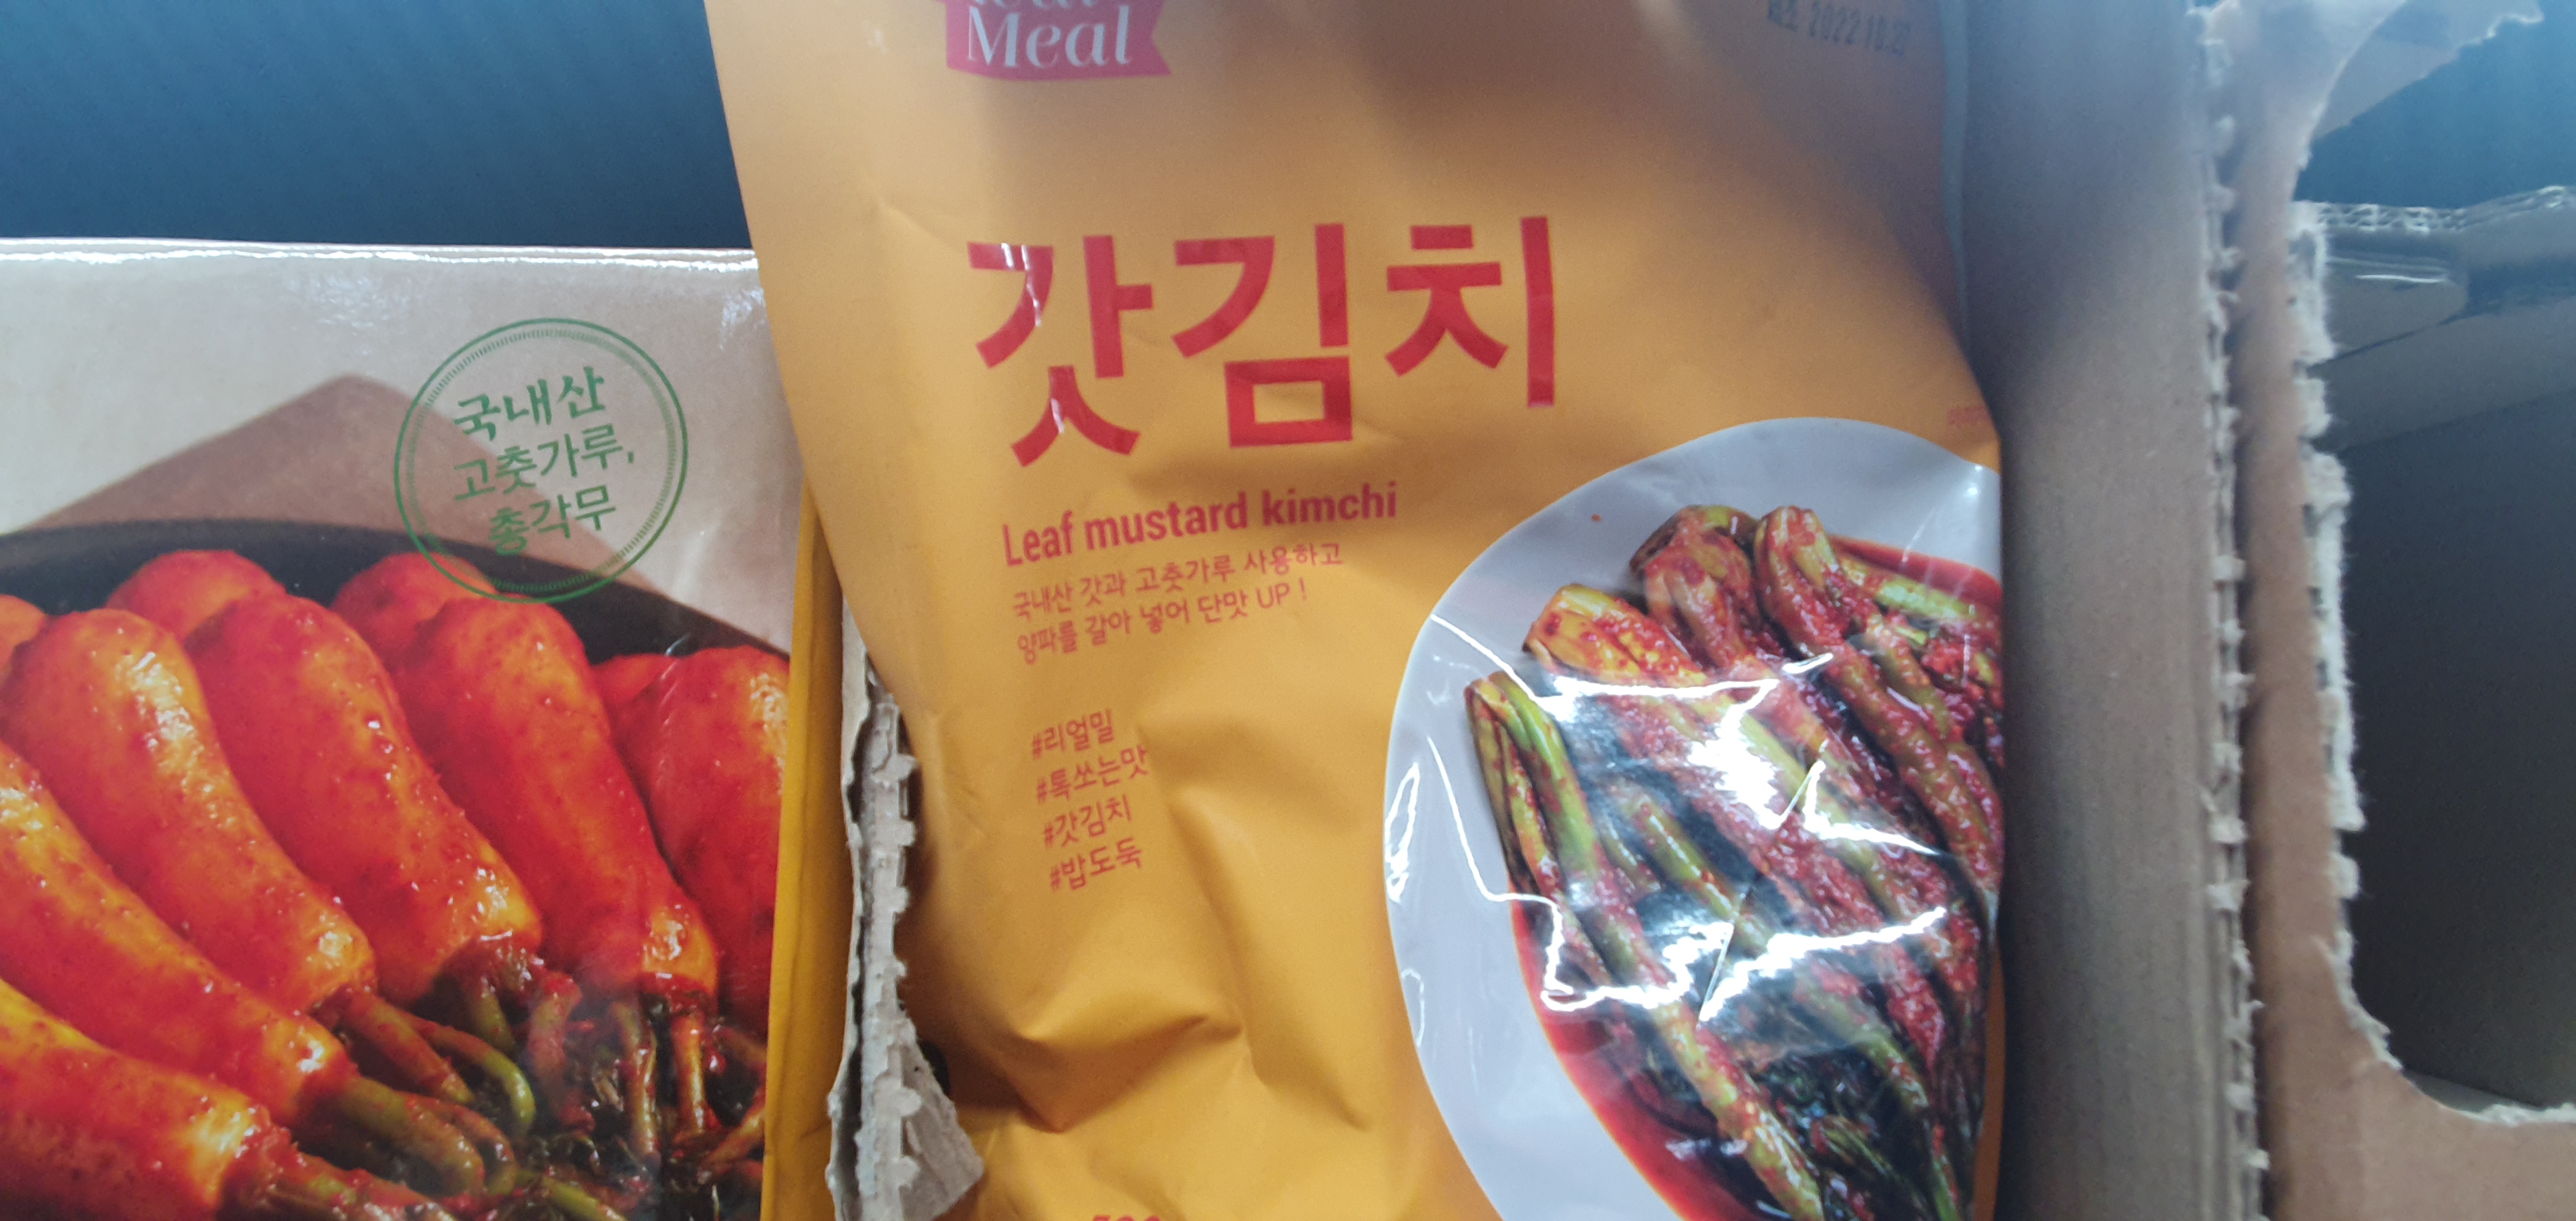 국내산
고춧가루,
총각무
Meal
갓김치
Leaf mustard kimchi
국내산 갓과 고춧가루 사용하고
양파를 갈아 넣어 단맛 UP !
#리얼밀
#톡쏘는맛
#갓김치
#밥도둑